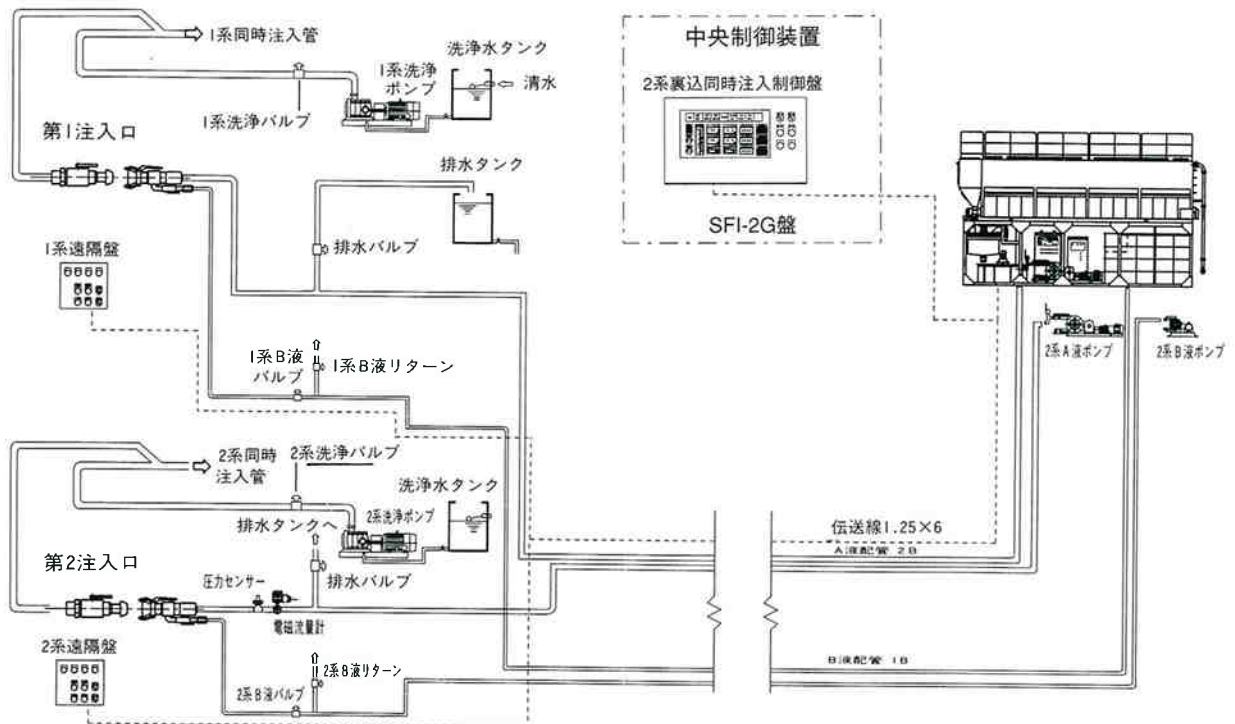 1系同時注入管
洗浄水タンク
1系洗浄
ポンプ
清水
1系洗浄バルブ
第1注入口
排水タンク
排水バルブ
1系遠隔盤
1系B液
バルブ
1系B液リターン
中央制御装置
2系裏込同時注入制御盤
SFI-2G盤
2系A液ポンプ
2系B液ポンプ
2系同時
注入管
2系洗浄バルブ
洗浄水タンク
排水タンクへ
2系洗浄ポンプ
第2注入口
圧力センサー
排水バルブ
電磁流量計
2系遠隔盤
2系B液リターン
2系B液バルブ
伝送線1.25×6
A液配管 2B
B液配管 1B